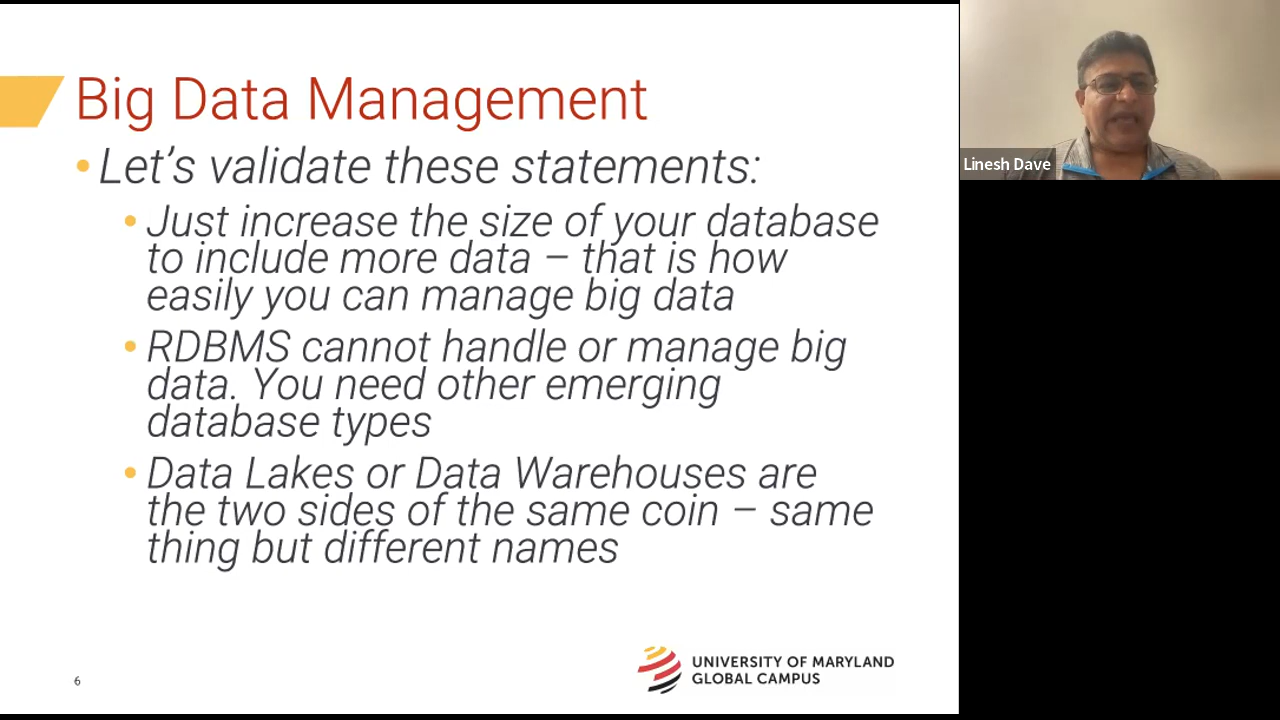 Big Data Management
• Let's validate these statements:
• Just increase the size of your database
to include more data – that is how
easily you can manage big data
• RDBMS cannot handle or manage big
data. You need other emerging
database types
• Data Lakes or Data Warehouses are
the two sides of the same coin – same
thing but different names
6
UNIVERSITY OF MARYLAND
GLOBAL CAMPUS
Linesh Dave